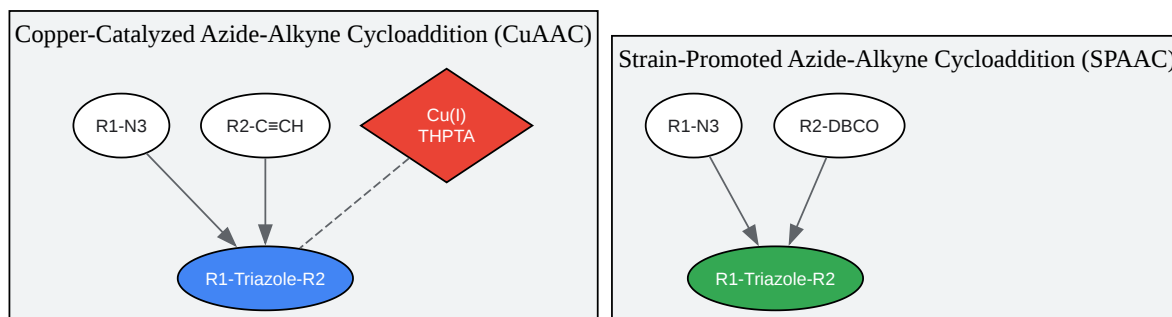 Copper-Catalyzed Azide-Alkyne Cycloaddition (CuAAC)
R1-N3
R2-C≡CH
Cu(I)
THPTA
R1-Triazole-R2
Strain-Promoted Azide-Alkyne Cycloaddition (SPAAC)
R1-N3
R2-DBCO
R1-Triazole-R2